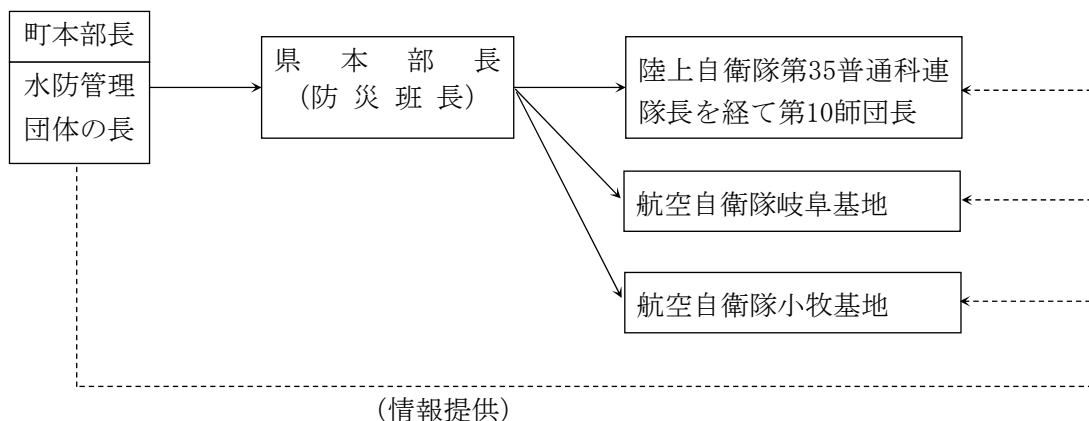 町本部長
水防管理
団体の長
県本部長
(防災班長)
陸上自衛隊第35普通科連
隊長を経て第10師団長
航空自衛隊岐阜基地
航空自衛隊小牧基地
(情報提供)